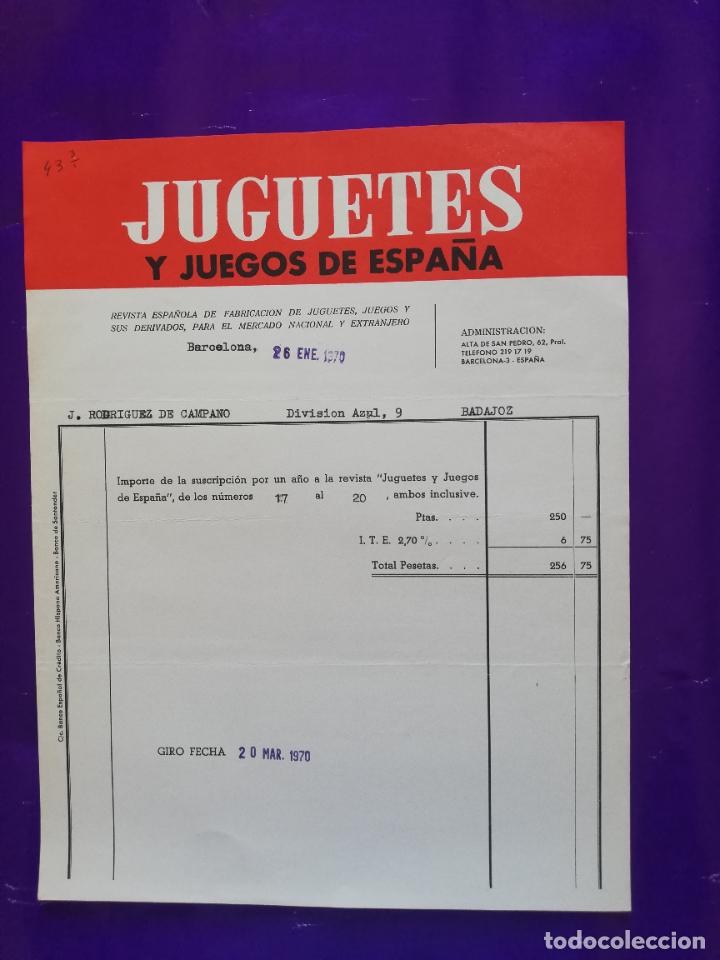 43
JUGUETES
Y JUEGOS DE ESPAÑA
REVISTA ESPAÑOLA DE FABRICACION DE JUGUETES, JUEGOS Y
SUS DERIVADOS, PARA EL MERCADO NACIONAL Y EXTRANJERO
Barcelona, 26 ENE. 1970
ADMINISTRACION:
ALTA DE SAN PEDRO, 62, Pral.
TELEFONO 219 17 19
BARCELONA-3 - ESPAÑA
J. RODRIGUEZ DE CAMPANO Division Azul, 9 BADAJOZ
Importe de la suscripción por un año a la revista "Juguetes y Juegos
de España", de los números 17 al 20 , ambos inclusive.
Ptas. . . . 250 —
I. T. E. 2,70 % . . . . 6 75
Total Pesetas. . . . 256 75
GIRO FECHA 20 MAR. 1970
C/c. Banco Español de Crédito - Banco Hispano Americano - Banco de Santander
todocoleccion